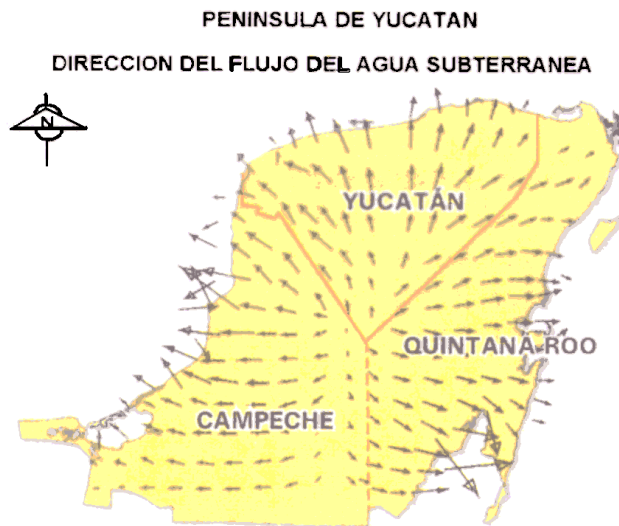 PENINSULA DE YUCATAN
DIRECCION DEL FLUJO DEL AGUA SUBTERRANEA
N
YUCATÁN
QUINTANA ROO
CAMPECHE